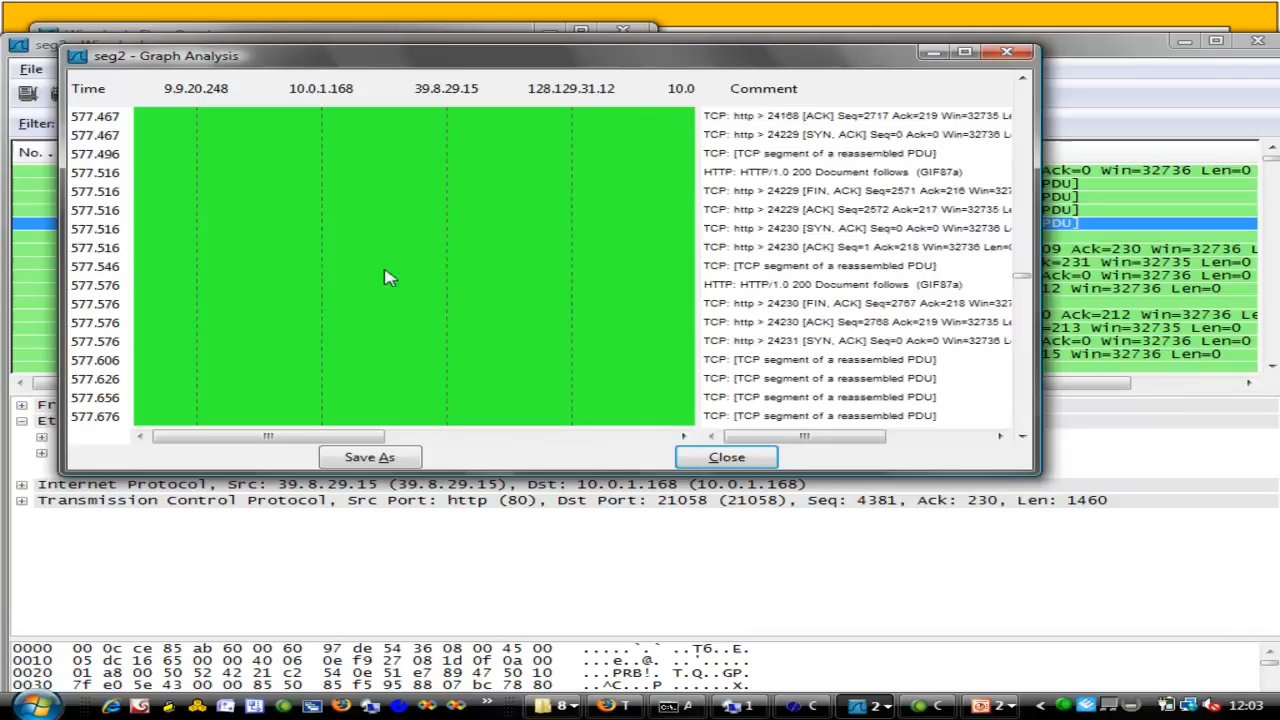 seg2 - Graph Analysis
File
Filter:
No. .
Time 9.9.20.248 10.0.1.168 39.8.29.15 128.129.31.12 10.0 Comment
577.467 TCP: http > 24168 [ACK] Seq=2717 Ack=219 Win=32735 Le
577.467 TCP: http > 24229 [SYN, ACK] Seq=0 Ack=0 Win=32736 L
577.496 TCP: [TCP segment of a reassembled PDU]
577.516 HTTP: HTTP/1.0 200 Document follows (GIF87a)
577.516 TCP: http > 24229 [FIN, ACK] Seq=2571 Ack=216 Win=327
577.516 TCP: http > 24229 [ACK] Seq=2572 Ack=217 Win=32735 L
577.516 TCP: http > 24230 [SYN, ACK] Seq=0 Ack=0 Win=32736 L
577.516 TCP: http > 24230 [ACK] Seq=1 Ack=218 Win=32736 Len=
577.546 TCP: [TCP segment of a reassembled PDU]
577.576 HTTP: HTTP/1.0 200 Document follows (GIF87a)
577.576 TCP: http > 24230 [FIN, ACK] Seq=2767 Ack=218 Win=327
577.576 TCP: http > 24230 [ACK] Seq=2768 Ack=219 Win=32735 L
577.576 TCP: http > 24231 [SYN, ACK] Seq=0 Ack=0 Win=32736 L
577.606 TCP: [TCP segment of a reassembled PDU]
577.626 TCP: [TCP segment of a reassembled PDU]
577.656 TCP: [TCP segment of a reassembled PDU]
577.676 TCP: [TCP segment of a reassembled PDU]
Save As Close
Ack=0 Win=32736 Len=0
PDU]
PDU]
PDU]
PDU]
09 Ack=230 Win=32736 L
k=231 Win=32735 Len=0
12 Win=32736 Len=0
0 Ack=212 Win=32736 Le
=213 Win=32735 Len=0
Ack=0 Win=32736 Len=0
15 Win=32736 Len=0
Fr
Et
Internet Protocol, Src: 39.8.29.15 (39.8.29.15), Dst: 10.0.1.168 (10.0.1.168)
Transmission Control Protocol, Src Port: http (80), Dst Port: 21058 (21058), Seq: 4381, Ack: 230, Len: 1460
0000 00 0c ce 85 ab 60 00 60 97 de 54 36 08 00 45 00 .....`.` ..T6..E.
0010 05 dc 16 65 00 00 40 06 0e f9 27 08 1d 0f 0a 00 ...e..@. ..'.....
0020 01 a8 00 50 52 42 21 c2 54 0e 51 e7 89 47 50 10 ...PRB!. T.Q..GP.
0030 7f e0 5e 43 00 00 85 50 85 f5 95 88 07 bc 78 80 ..^C...P ......x.
8 T A 1 C 2 C 2 12:03